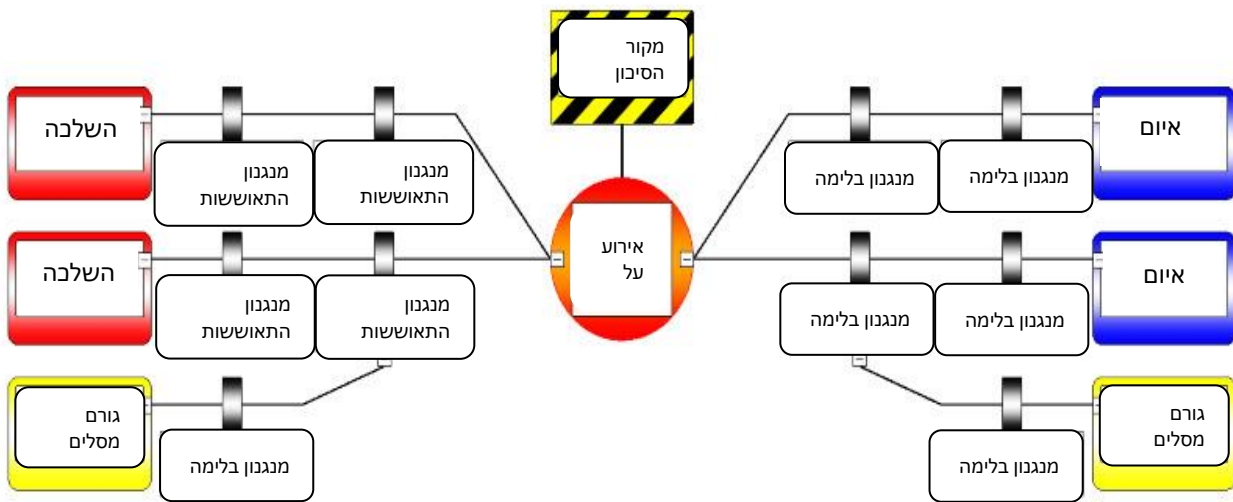 מקור
הסיכון
איום
מנגנון בלימה
מנגנון בלימה
מנגנון
התאוששות
מנגנון
התאוששות
השלכה
איום
מנגנון בלימה
מנגנון בלימה
אירוע
על
מנגנון
התאוששות
מנגנון
התאוששות
השלכה
גורם
מסלים
מנגנון בלימה
מנגנון בלימה
גורם
מסלים